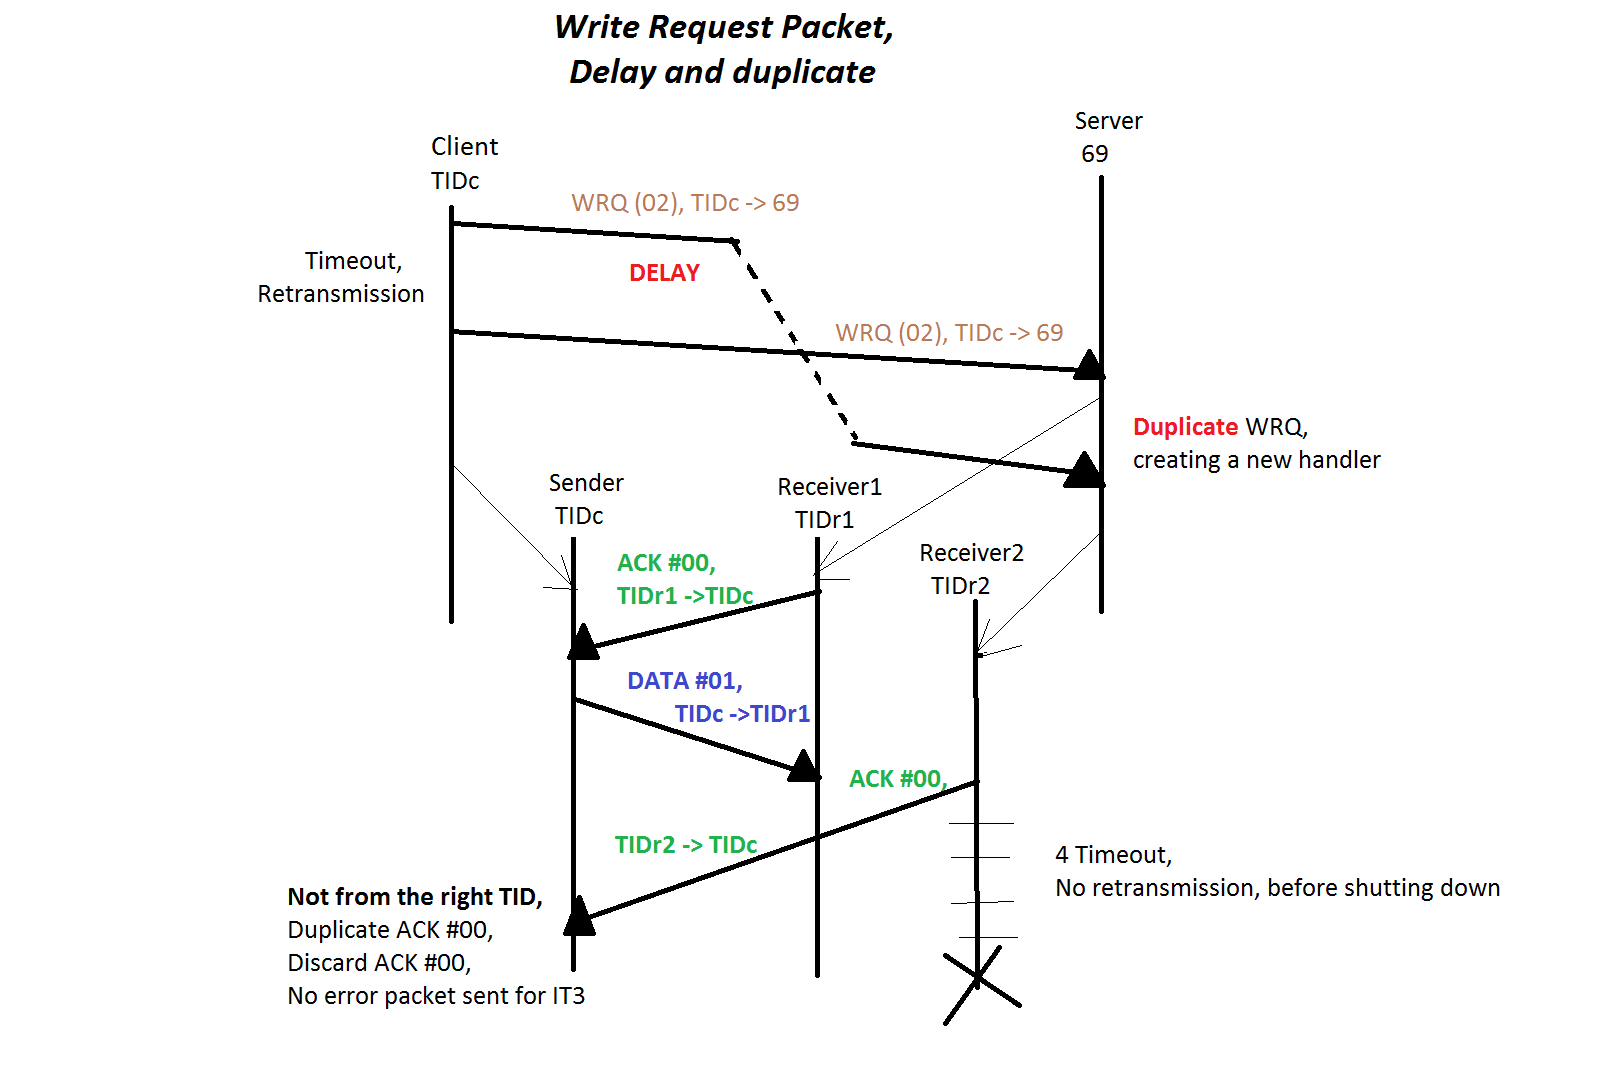 Write Request Packet,
Delay and duplicate
Server
69
Client
TIDc
WRQ (02), TIDc -> 69
Timeout,
Retransmission
DELAY
WRQ (02), TIDc -> 69
Duplicate WRQ,
creating a new handler
Sender
TIDc
Receiver1
TIDr1
Receiver2
TIDr2
ACK #00,
TIDr1 ->TIDc
DATA #01,
TIDc ->TIDr1
ACK #00,
TIDr2 -> TIDc
4 Timeout,
No retransmission, before shutting down
Not from the right TID,
Duplicate ACK #00,
Discard ACK #00,
No error packet sent for IT3